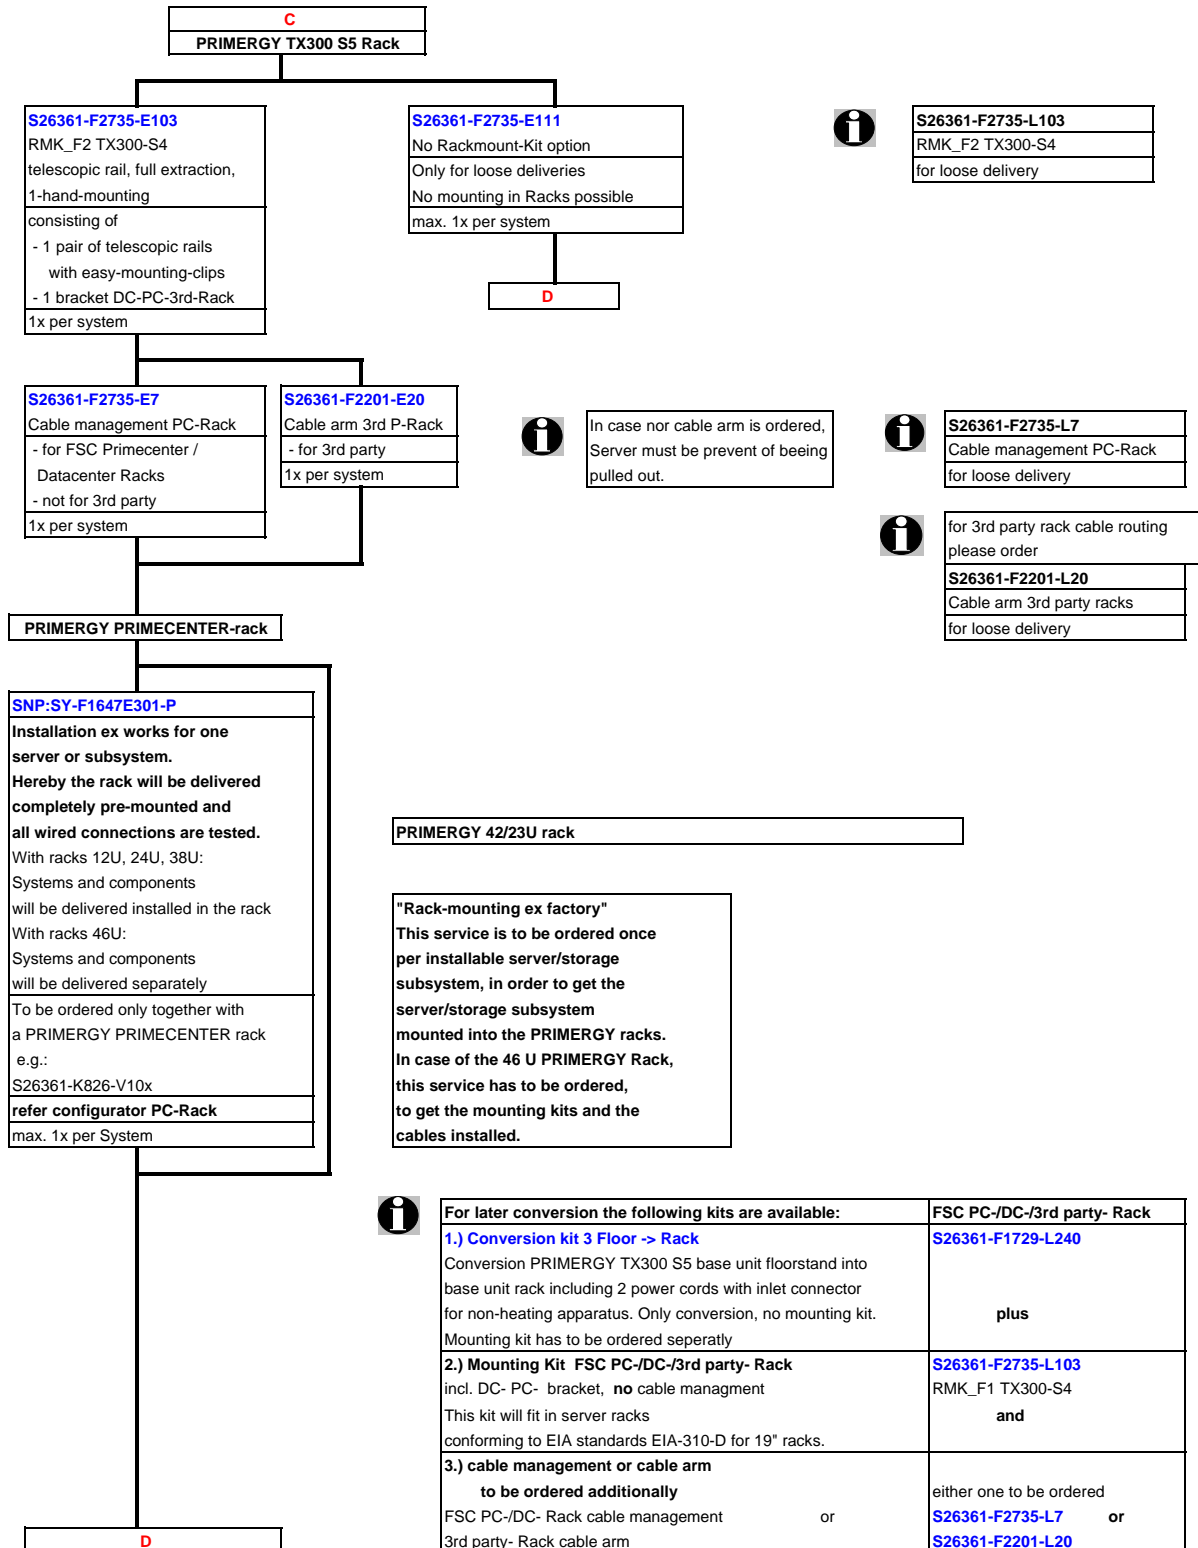 C
PRIMERGY TX300 S5 Rack
S26361-F2735-E103
RMK_F2 TX300-S4
telescopic rail, full extraction,
1-hand-mounting
consisting of
- 1 pair of telescopic rails
with easy-mounting-clips
- 1 bracket DC-PC-3rd-Rack
1x per system
S26361-F2735-E111
No Rackmount-Kit option
Only for loose deliveries
No mounting in Racks possible
max. 1x per system
D
S26361-F2735-L103
RMK_F2 TX300-S4
for loose delivery
S26361-F2735-E7
Cable management PC-Rack
- for FSC Primecenter /
Datacenter Racks
- not for 3rd party
1x per system
S26361-F2201-E20
Cable arm 3rd P-Rack
- for 3rd party
1x per system
In case nor cable arm is ordered,
Server must be prevent of beeing
pulled out.
S26361-F2735-L7
Cable management PC-Rack
for loose delivery
for 3rd party rack cable routing
please order
S26361-F2201-L20
Cable arm 3rd party racks
for loose delivery
PRIMERGY PRIMECENTER-rack
SNP:SY-F1647E301-P
Installation ex works for one
server or subsystem.
Hereby the rack will be delivered
completely pre-mounted and
all wired connections are tested.
With racks 12U, 24U, 38U:
Systems and components
will be delivered installed in the rack
With racks 46U:
Systems and components
will be delivered separately
To be ordered only together with
a PRIMERGY PRIMECENTER rack
e.g.:
S26361-K826-V10x
refer configurator PC-Rack
max. 1x per System
PRIMERGY 42/23U rack
"Rack-mounting ex factory"
This service is to be ordered once
per installable server/storage
subsystem, in order to get the
server/storage subsystem
mounted into the PRIMERGY racks.
In case of the 46 U PRIMERGY Rack,
this service has to be ordered,
to get the mounting kits and the
cables installed.
For later conversion the following kits are available: FSC PC-/DC-/3rd party- Rack
1.) Conversion kit 3 Floor -> Rack S26361-F1729-L240
Conversion PRIMERGY TX300 S5 base unit floorstand into
base unit rack including 2 power cords with inlet connector
for non-heating apparatus. Only conversion, no mounting kit. plus
Mounting kit has to be ordered seperatly
2.) Mounting Kit FSC PC-/DC-/3rd party- Rack S26361-F2735-L103
incl. DC- PC- bracket, no cable managment RMK_F1 TX300-S4
This kit will fit in server racks and
conforming to EIA standards EIA-310-D for 19" racks.
3.) cable management or cable arm
to be ordered additionally either one to be ordered
FSC PC-/DC- Rack cable management or S26361-F2735-L7 or
3rd party- Rack cable arm S26361-F2201-L20
D